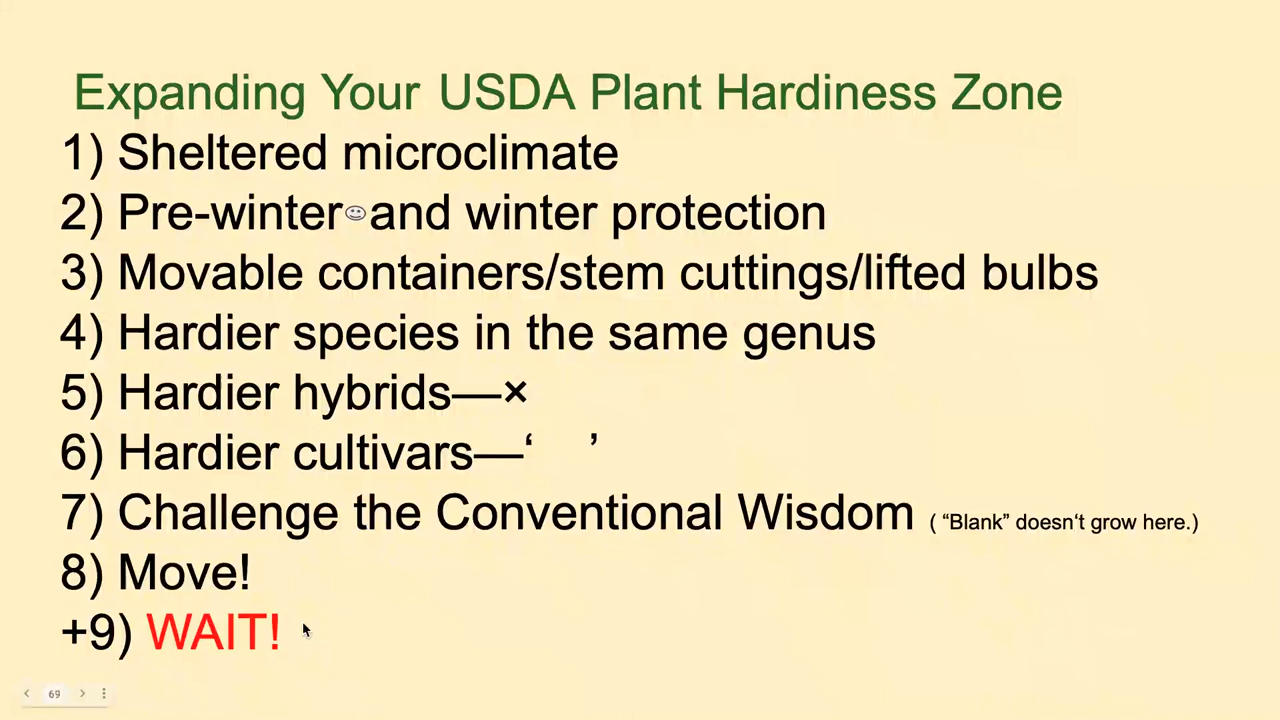 Expanding Your USDA Plant Hardiness Zone
1) Sheltered microclimate
2) Pre-winter and winter protection
3) Movable containers/stem cuttings/lifted bulbs
4) Hardier species in the same genus
5) Hardier hybrids—×
6) Hardier cultivars—‘ ’
7) Challenge the Conventional Wisdom ( “Blank” doesn‘t grow here.)
8) Move!
+9) WAIT!
69